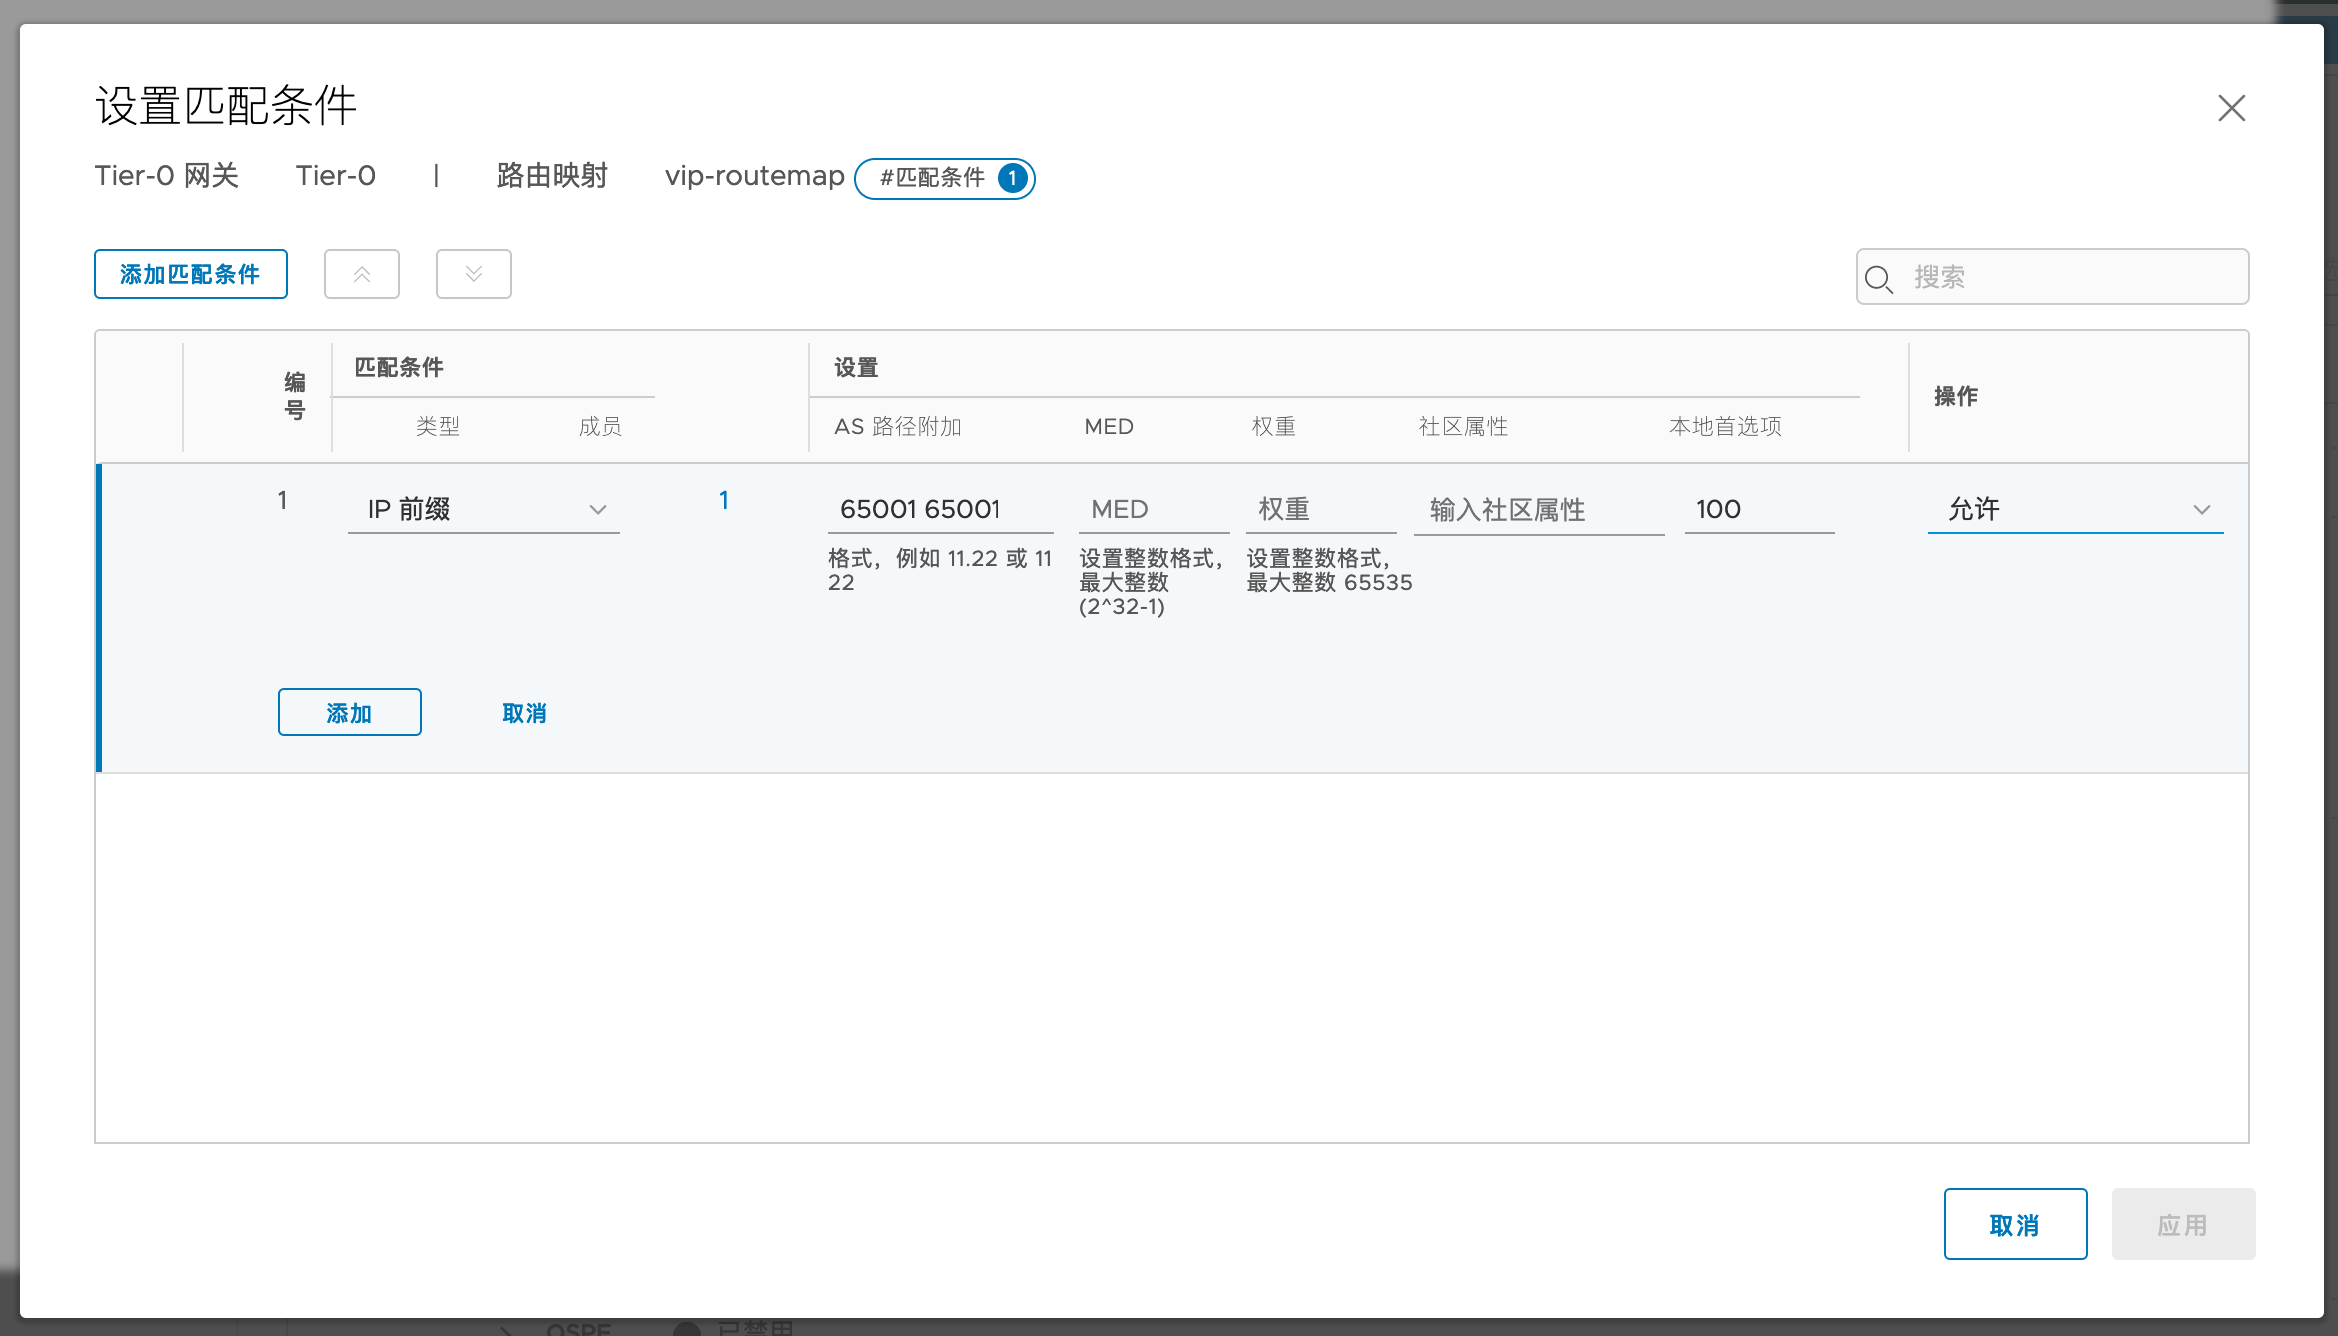 设置匹配条件
Tier-0 网关 Tier-0 | 路由映射 vip-routemap #匹配条件 1
添加匹配条件
搜索
编号 匹配条件 设置 操作
类型 成员 AS 路径附加 MED 权重 社区属性 本地首选项
1 IP 前缀 1 65001 65001 MED 权重 输入社区属性 100 允许
格式，例如 11.22 或 11 22
设置整数格式，最大整数 (2^32-1)
设置整数格式，最大整数 65535
添加 取消
取消 应用
OSPF 已禁用